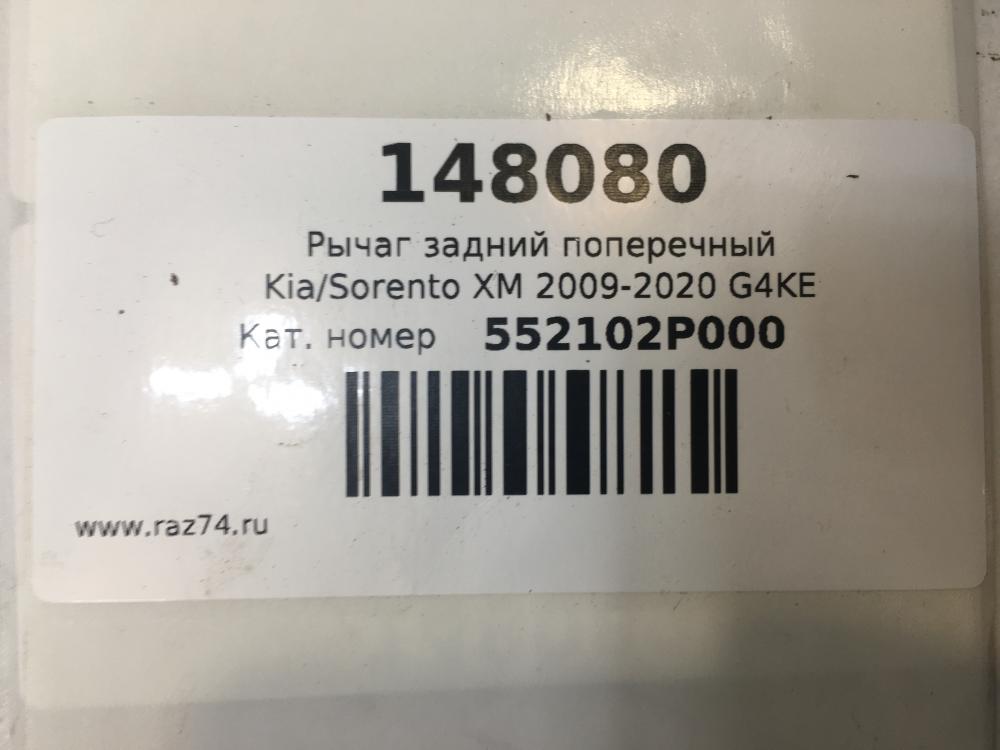 148080
Рычаг задний поперечный
Kia/Sorento XM 2009-2020 G4KE
Кат. номер 552102P000
www.raz74.ru